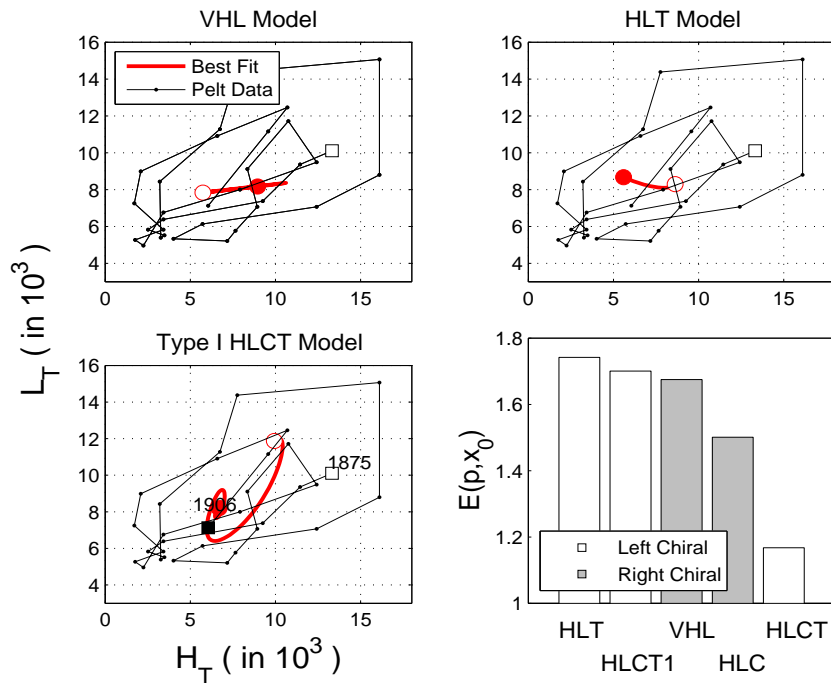 VHL Model
16
14
12
10
8
6
4
0 5 10 15
Best Fit
Pelt Data
HLT Model
16
14
12
10
8
6
4
0 5 10 15
Type I HLCT Model
16
14
12
10
8
6
4
0 5 10 15
1875
1906
L_T ( in 10^3 )
H_T ( in 10^3 )
1.8
1.6
1.4
1.2
1
E(p,x_0)
Left Chiral
Right Chiral
HLT VHL HLCT
HLCT1 HLC